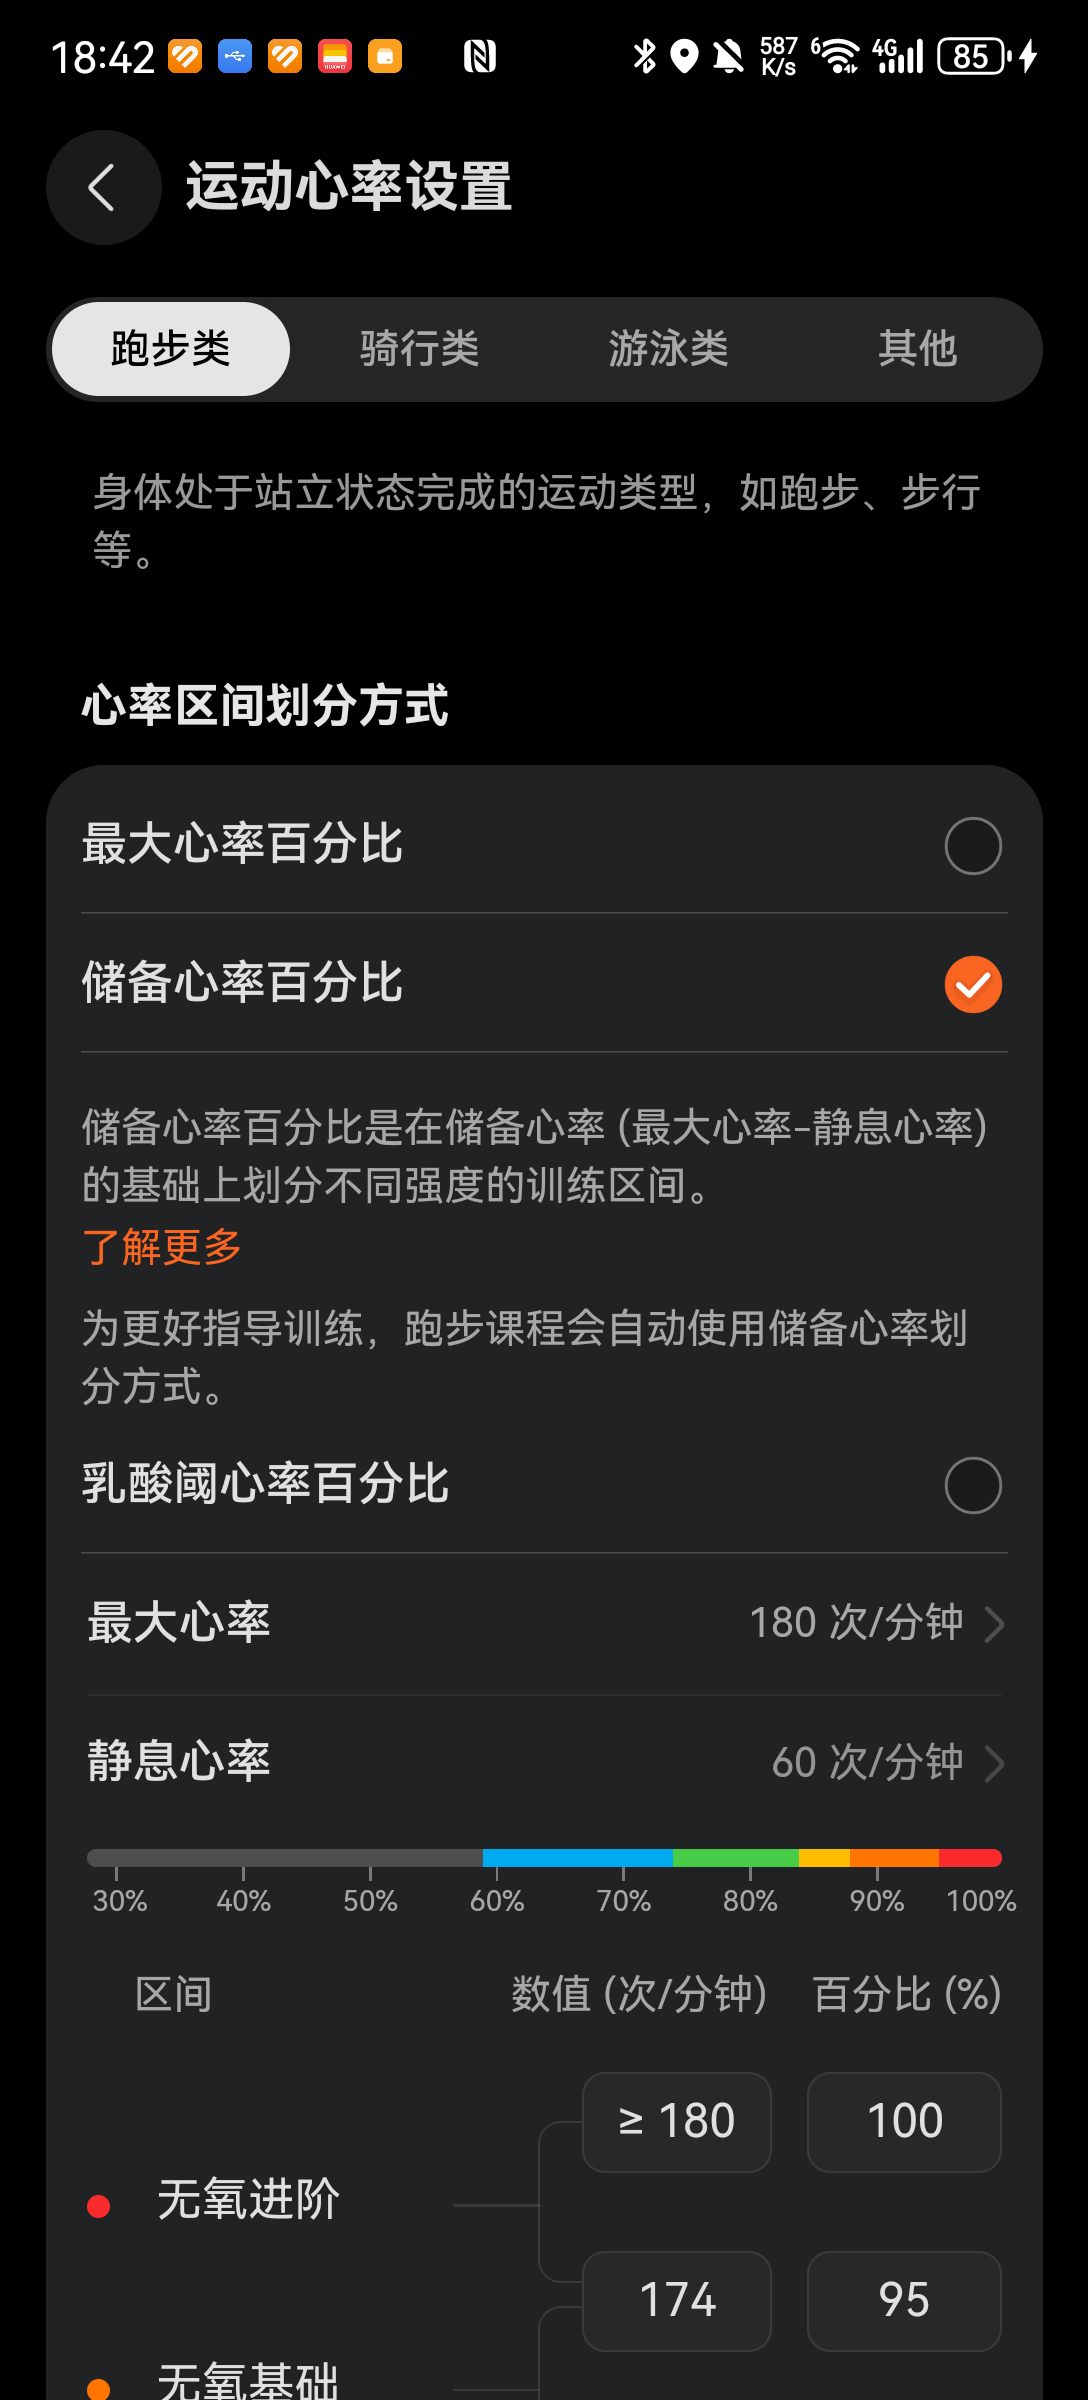 18:42
587 K/s
6
4G
85
运动心率设置
跑步类 骑行类 游泳类 其他
身体处于站立状态完成的运动类型，如跑步、步行
等。
心率区间划分方式
最大心率百分比
储备心率百分比
储备心率百分比是在储备心率 (最大心率-静息心率)
的基础上划分不同强度的训练区间。
了解更多
为更好指导训练，跑步课程会自动使用储备心率划
分方式。
乳酸阈心率百分比
最大心率 180 次/分钟
静息心率 60 次/分钟
30% 40% 50% 60% 70% 80% 90% 100%
区间 数值 (次/分钟) 百分比 (%)
≥ 180 100
无氧进阶
174 95
无氧基础